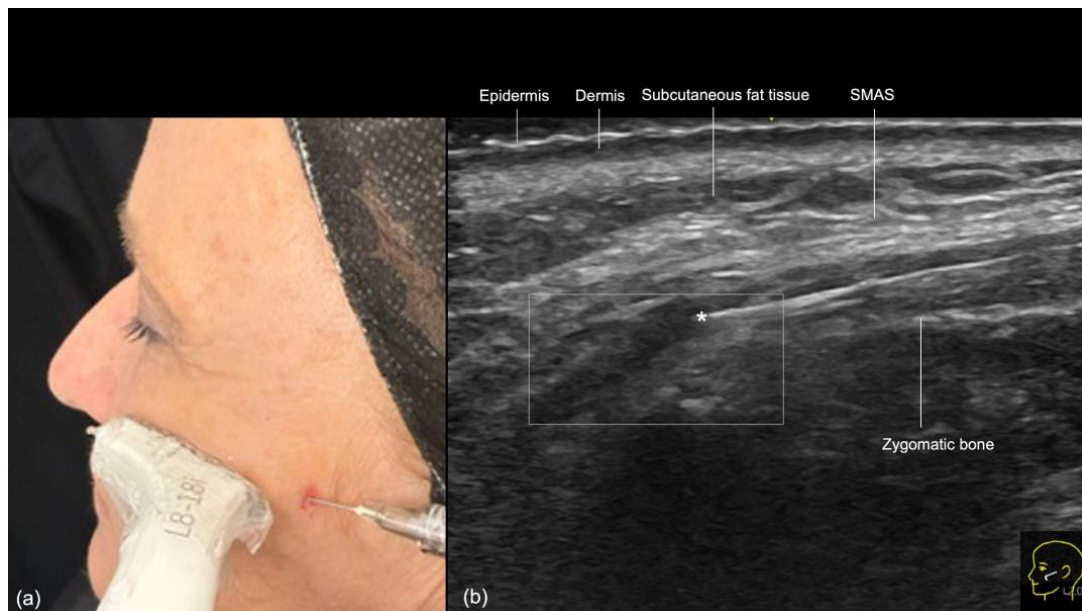 Epidermis Dermis Subcutaneous fat tissue SMAS
L8-18i
Zygomatic bone
(a) (b)